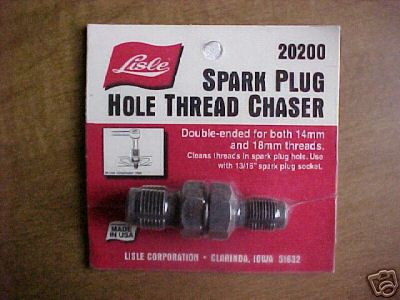 Lisle
20200
SPARK PLUG
HOLE THREAD CHASER
Double-ended for both 14mm
and 18mm threads.
Cleans threads in spark plug hole. Use
with 13/16" spark plug socket.
MADE IN
USA
LISLE CORPORATION • CLARINDA, IOWA 51632